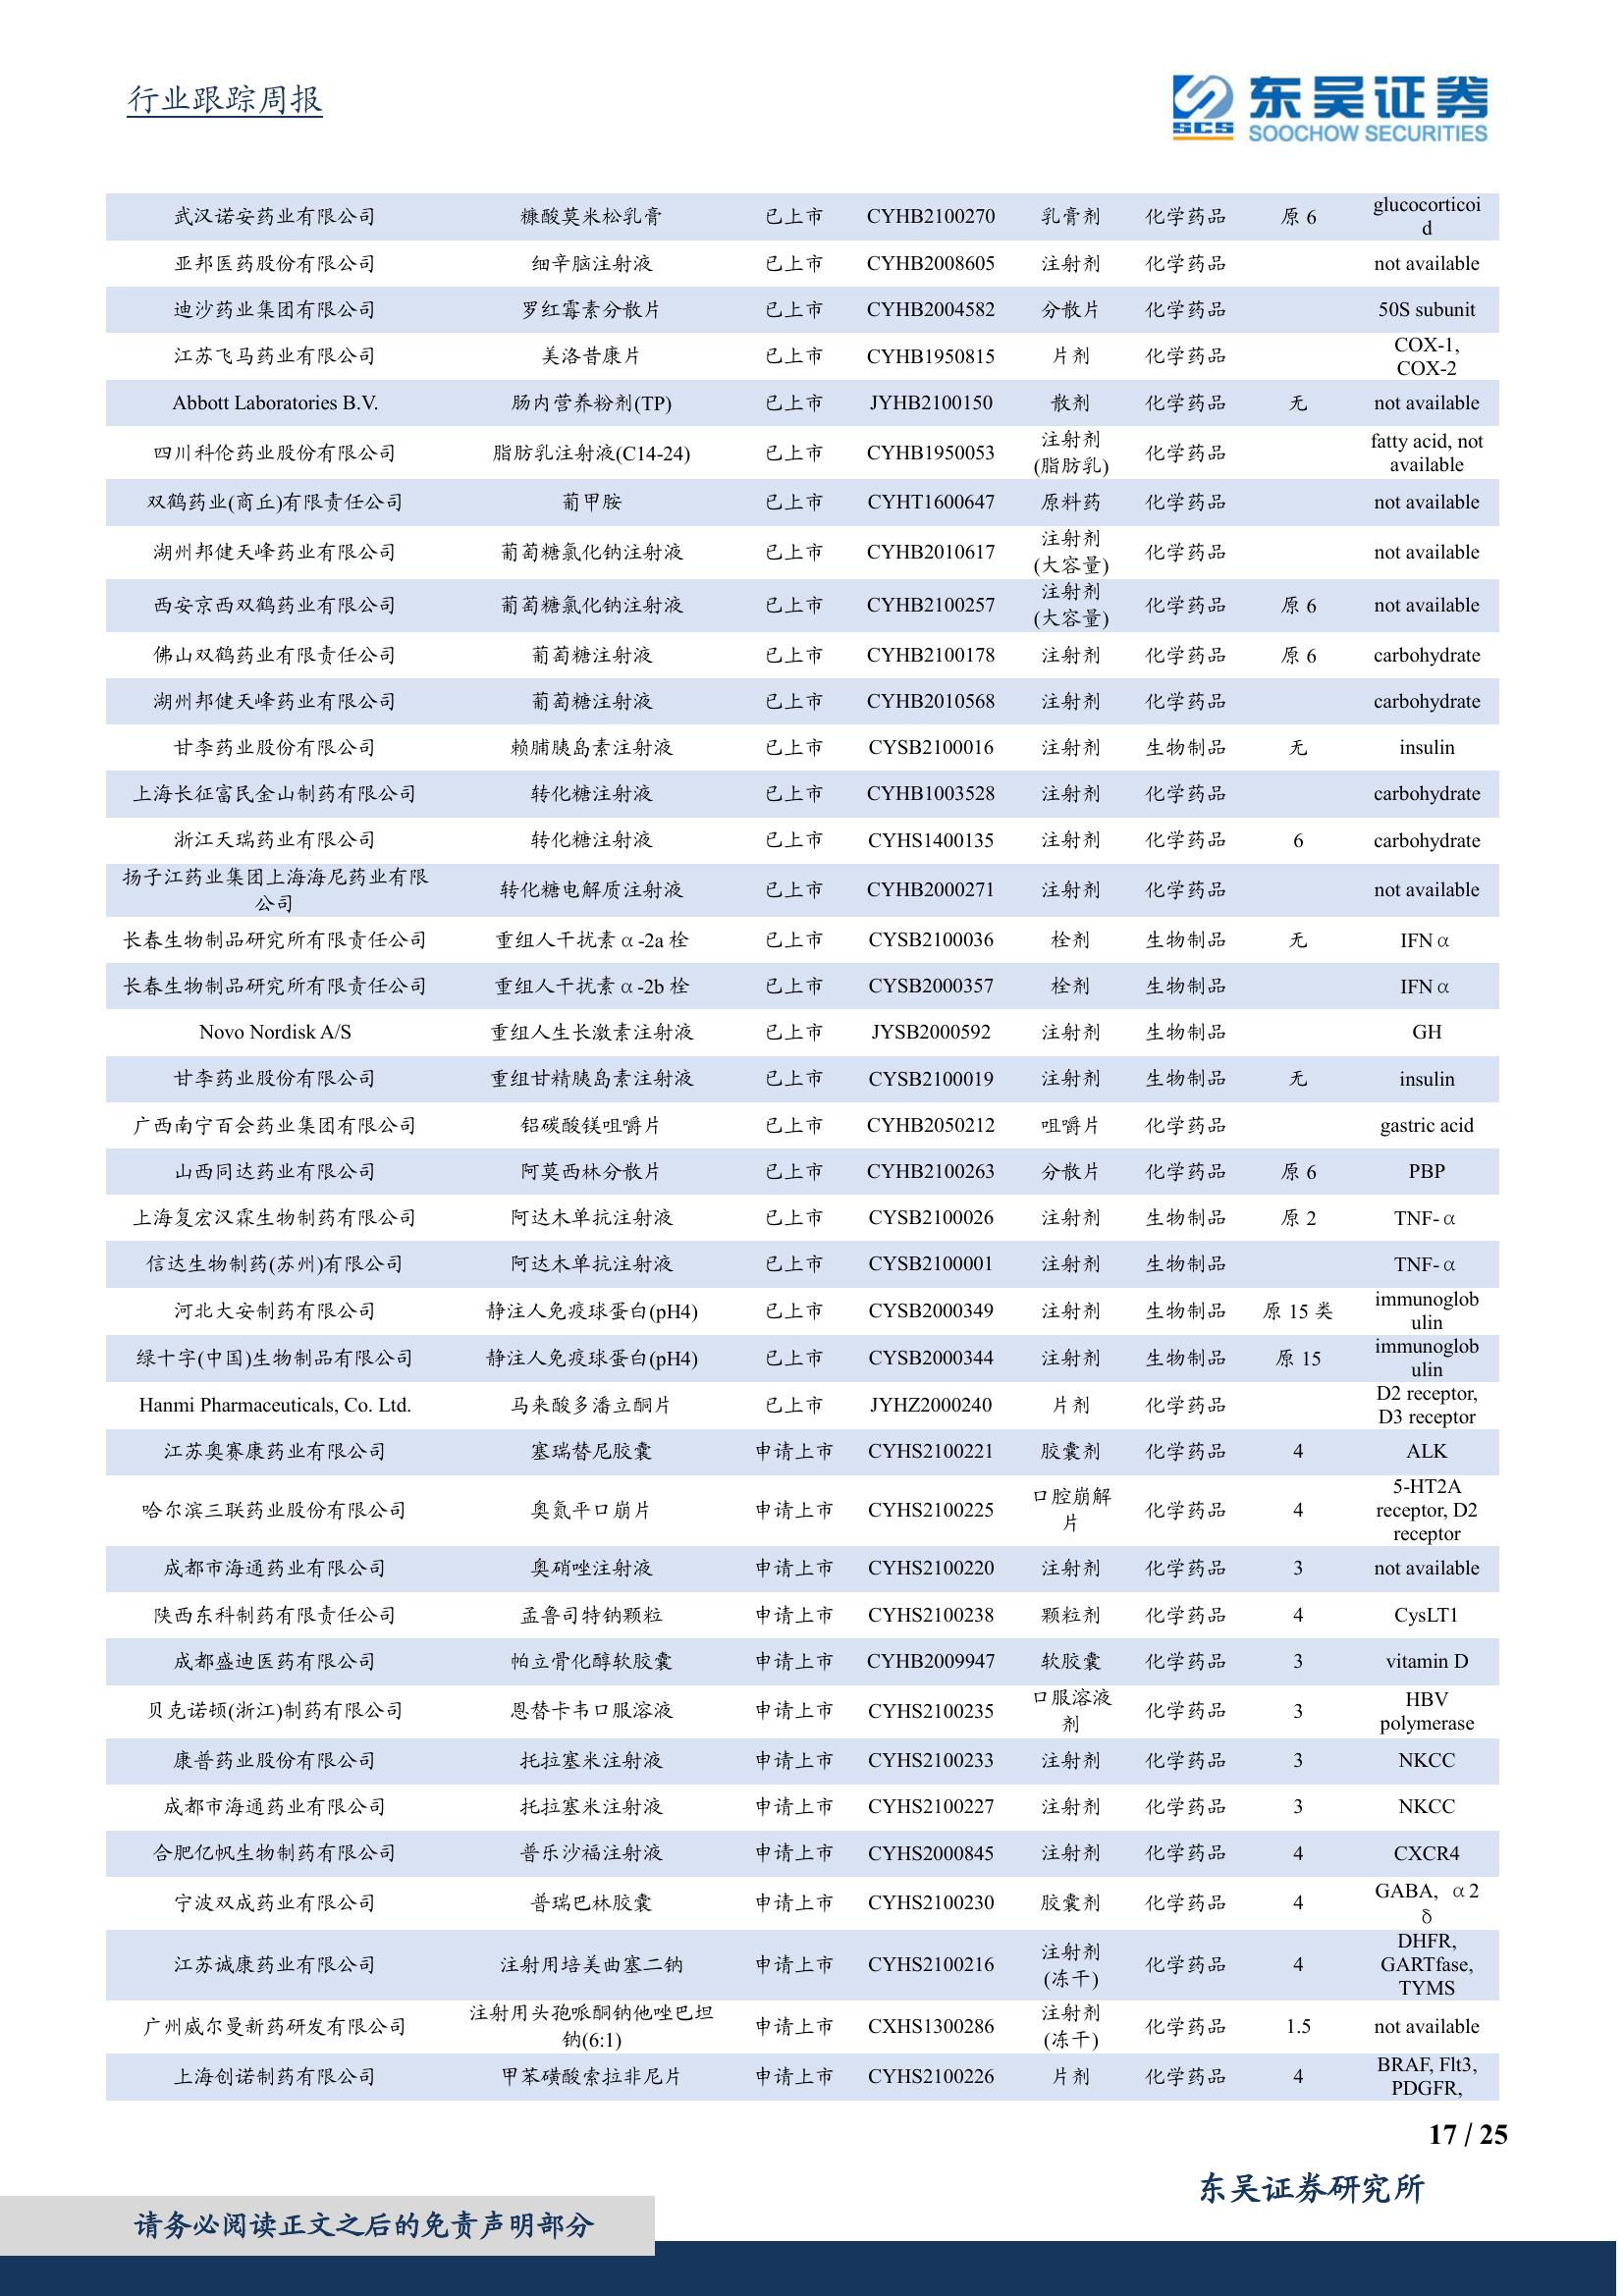 行业跟踪周报
SCS 东吴证券
SOOCHOW SECURITIES
武汉诺安药业有限公司 糠酸莫米松乳膏 已上市 CYHB2100270 乳膏剂 化学药品 原 6 glucocorticoi
d
亚邦医药股份有限公司 细辛脑注射液 已上市 CYHB2008605 注射剂 化学药品 not available
迪沙药业集团有限公司 罗红霉素分散片 已上市 CYHB2004582 分散片 化学药品 50S subunit
江苏飞马药业有限公司 美洛昔康片 已上市 CYHB1950815 片剂 化学药品 COX-1,
COX-2
Abbott Laboratories B.V. 肠内营养粉剂(TP) 已上市 JYHB2100150 散剂 化学药品 无 not available
四川科伦药业股份有限公司 脂肪乳注射液(C14-24) 已上市 CYHB1950053 注射剂 化学药品 fatty acid, not
(脂肪乳) available
双鹤药业(商丘)有限责任公司 葡甲胺 已上市 CYHT1600647 原料药 化学药品 not available
湖州邦健天峰药业有限公司 葡萄糖氯化钠注射液 已上市 CYHB2010617 注射剂 化学药品 not available
(大容量)
西安京西双鹤药业有限公司 葡萄糖氯化钠注射液 已上市 CYHB2100257 注射剂 化学药品 原 6 not available
(大容量)
佛山双鹤药业有限责任公司 葡萄糖注射液 已上市 CYHB2100178 注射剂 化学药品 原 6 carbohydrate
湖州邦健天峰药业有限公司 葡萄糖注射液 已上市 CYHB2010568 注射剂 化学药品 carbohydrate
甘李药业股份有限公司 赖脯胰岛素注射液 已上市 CYSB2100016 注射剂 生物制品 无 insulin
上海长征富民金山制药有限公司 转化糖注射液 已上市 CYHB1003528 注射剂 化学药品 carbohydrate
浙江天瑞药业有限公司 转化糖注射液 已上市 CYHS1400135 注射剂 化学药品 6 carbohydrate
扬子江药业集团上海海尼药业有限 转化糖电解质注射液 已上市 CYHB2000271 注射剂 化学药品 not available
公司
长春生物制品研究所有限责任公司 重组人干扰素α-2a 栓 已上市 CYSB2100036 栓剂 生物制品 无 IFNα
长春生物制品研究所有限责任公司 重组人干扰素α-2b 栓 已上市 CYSB2000357 栓剂 生物制品 IFNα
Novo Nordisk A/S 重组人生长激素注射液 已上市 JYSB2000592 注射剂 生物制品 GH
甘李药业股份有限公司 重组甘精胰岛素注射液 已上市 CYSB2100019 注射剂 生物制品 无 insulin
广西南宁百会药业集团有限公司 铝碳酸镁咀嚼片 已上市 CYHB2050212 咀嚼片 化学药品 gastric acid
山西同达药业有限公司 阿莫西林分散片 已上市 CYHB2100263 分散片 化学药品 原 6 PBP
上海复宏汉霖生物制药有限公司 阿达木单抗注射液 已上市 CYSB2100026 注射剂 生物制品 原 2 TNF-α
信达生物制药(苏州)有限公司 阿达木单抗注射液 已上市 CYSB2100001 注射剂 生物制品 TNF-α
河北大安制药有限公司 静注人免疫球蛋白(pH4) 已上市 CYSB2000349 注射剂 生物制品 原 15 类 immunoglob
ulin
绿十字(中国)生物制品有限公司 静注人免疫球蛋白(pH4) 已上市 CYSB2000344 注射剂 生物制品 原 15 immunoglob
ulin
Hanmi Pharmaceuticals, Co. Ltd. 马来酸多潘立酮片 已上市 JYHZ2000240 片剂 化学药品 D2 receptor,
D3 receptor
江苏奥赛康药业有限公司 塞瑞替尼胶囊 申请上市 CYHS2100221 胶囊剂 化学药品 4 ALK
哈尔滨三联药业股份有限公司 奥氮平口崩片 申请上市 CYHS2100225 口腔崩解 化学药品 4 5-HT2A
片 receptor, D2
receptor
成都市海通药业有限公司 奥硝唑注射液 申请上市 CYHS2100220 注射剂 化学药品 3 not available
陕西东科制药有限责任公司 孟鲁司特钠颗粒 申请上市 CYHS2100238 颗粒剂 化学药品 4 CysLT1
成都盛迪医药有限公司 帕立骨化醇软胶囊 申请上市 CYHB2009947 软胶囊 化学药品 3 vitamin D
贝克诺顿(浙江)制药有限公司 恩替卡韦口服溶液 申请上市 CYHS2100235 口服溶液 化学药品 3 HBV
剂 polymerase
康普药业股份有限公司 托拉塞米注射液 申请上市 CYHS2100233 注射剂 化学药品 3 NKCC
成都市海通药业有限公司 托拉塞米注射液 申请上市 CYHS2100227 注射剂 化学药品 3 NKCC
合肥亿帆生物制药有限公司 普乐沙福注射液 申请上市 CYHS2000845 注射剂 化学药品 4 CXCR4
宁波双成药业有限公司 普瑞巴林胶囊 申请上市 CYHS2100230 胶囊剂 化学药品 4 GABA, α2
δ
江苏诚康药业有限公司 注射用培美曲塞二钠 申请上市 CYHS2100216 注射剂 化学药品 4 DHFR,
(冻干) GARTfase,
TYMS
广州威尔曼新药研发有限公司 注射用头孢哌酮钠他唑巴坦 申请上市 CXHS1300286 注射剂 化学药品 1.5 not available
钠(6:1) (冻干)
上海创诺制药有限公司 甲苯磺酸索拉非尼片 申请上市 CYHS2100226 片剂 化学药品 4 BRAF, Flt3,
PDGFR,
17 / 25
东吴证券研究所
请务必阅读正文之后的免责声明部分